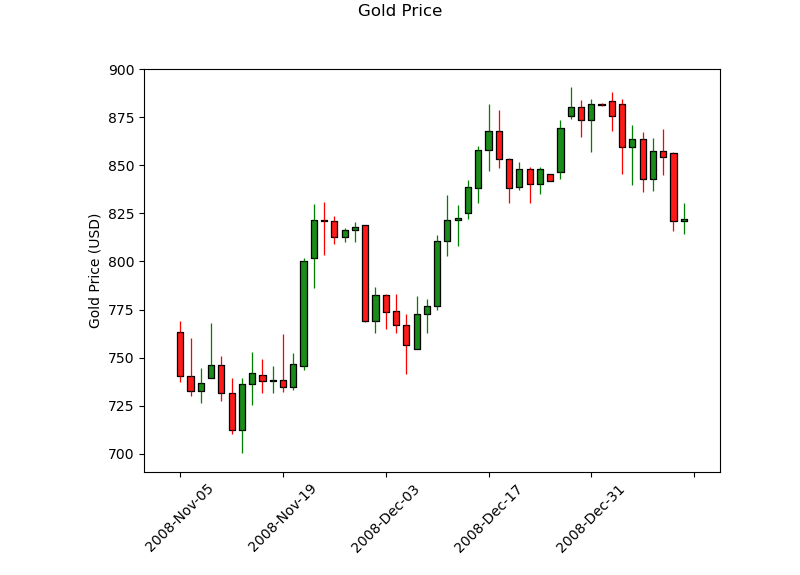 Gold Price
900
875
850
825
800
775
750
725
700
Gold Price (USD)
2008-Nov-05
2008-Nov-19
2008-Dec-03
2008-Dec-17
2008-Dec-31